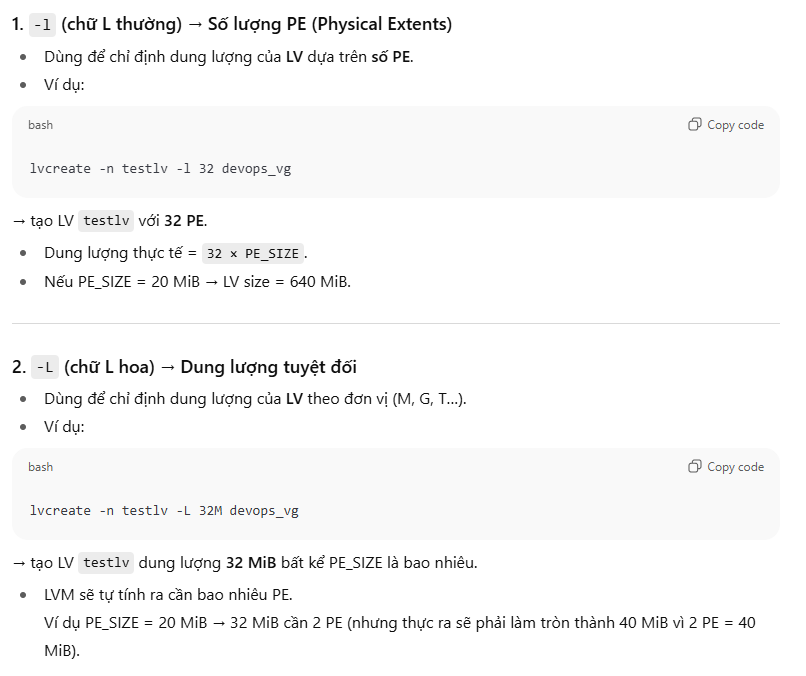 1. -l (chữ L thường) → Số lượng PE (Physical Extents)
• Dùng để chỉ định dung lượng của LV dựa trên số PE.
• Ví dụ:
bash
Copy code
lvcreate -n testlv -l 32 devops_vg
→ tạo LV testlv với 32 PE.
• Dung lượng thực tế = 32 × PE_SIZE.
• Nếu PE_SIZE = 20 MiB → LV size = 640 MiB.
2. -L (chữ L hoa) → Dung lượng tuyệt đối
• Dùng để chỉ định dung lượng của LV theo đơn vị (M, G, T...).
• Ví dụ:
bash
Copy code
lvcreate -n testlv -L 32M devops_vg
→ tạo LV testlv dung lượng 32 MiB bất kể PE_SIZE là bao nhiêu.
• LVM sẽ tự tính ra cần bao nhiêu PE.
Ví dụ PE_SIZE = 20 MiB → 32 MiB cần 2 PE (nhưng thực ra sẽ phải làm tròn thành 40 MiB vì 2 PE = 40
MiB).